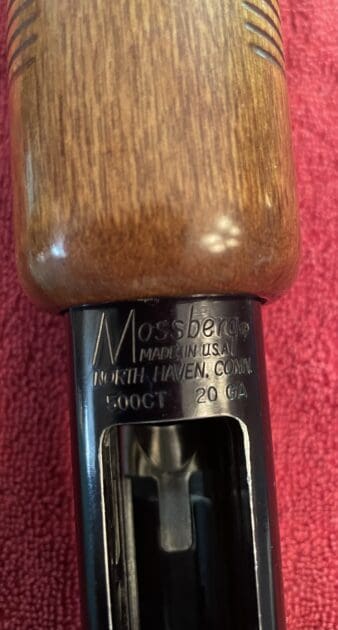 Mossberg®
MADE IN U.S.A.
NORTH HAVEN, CONN.
500CT 20 GA